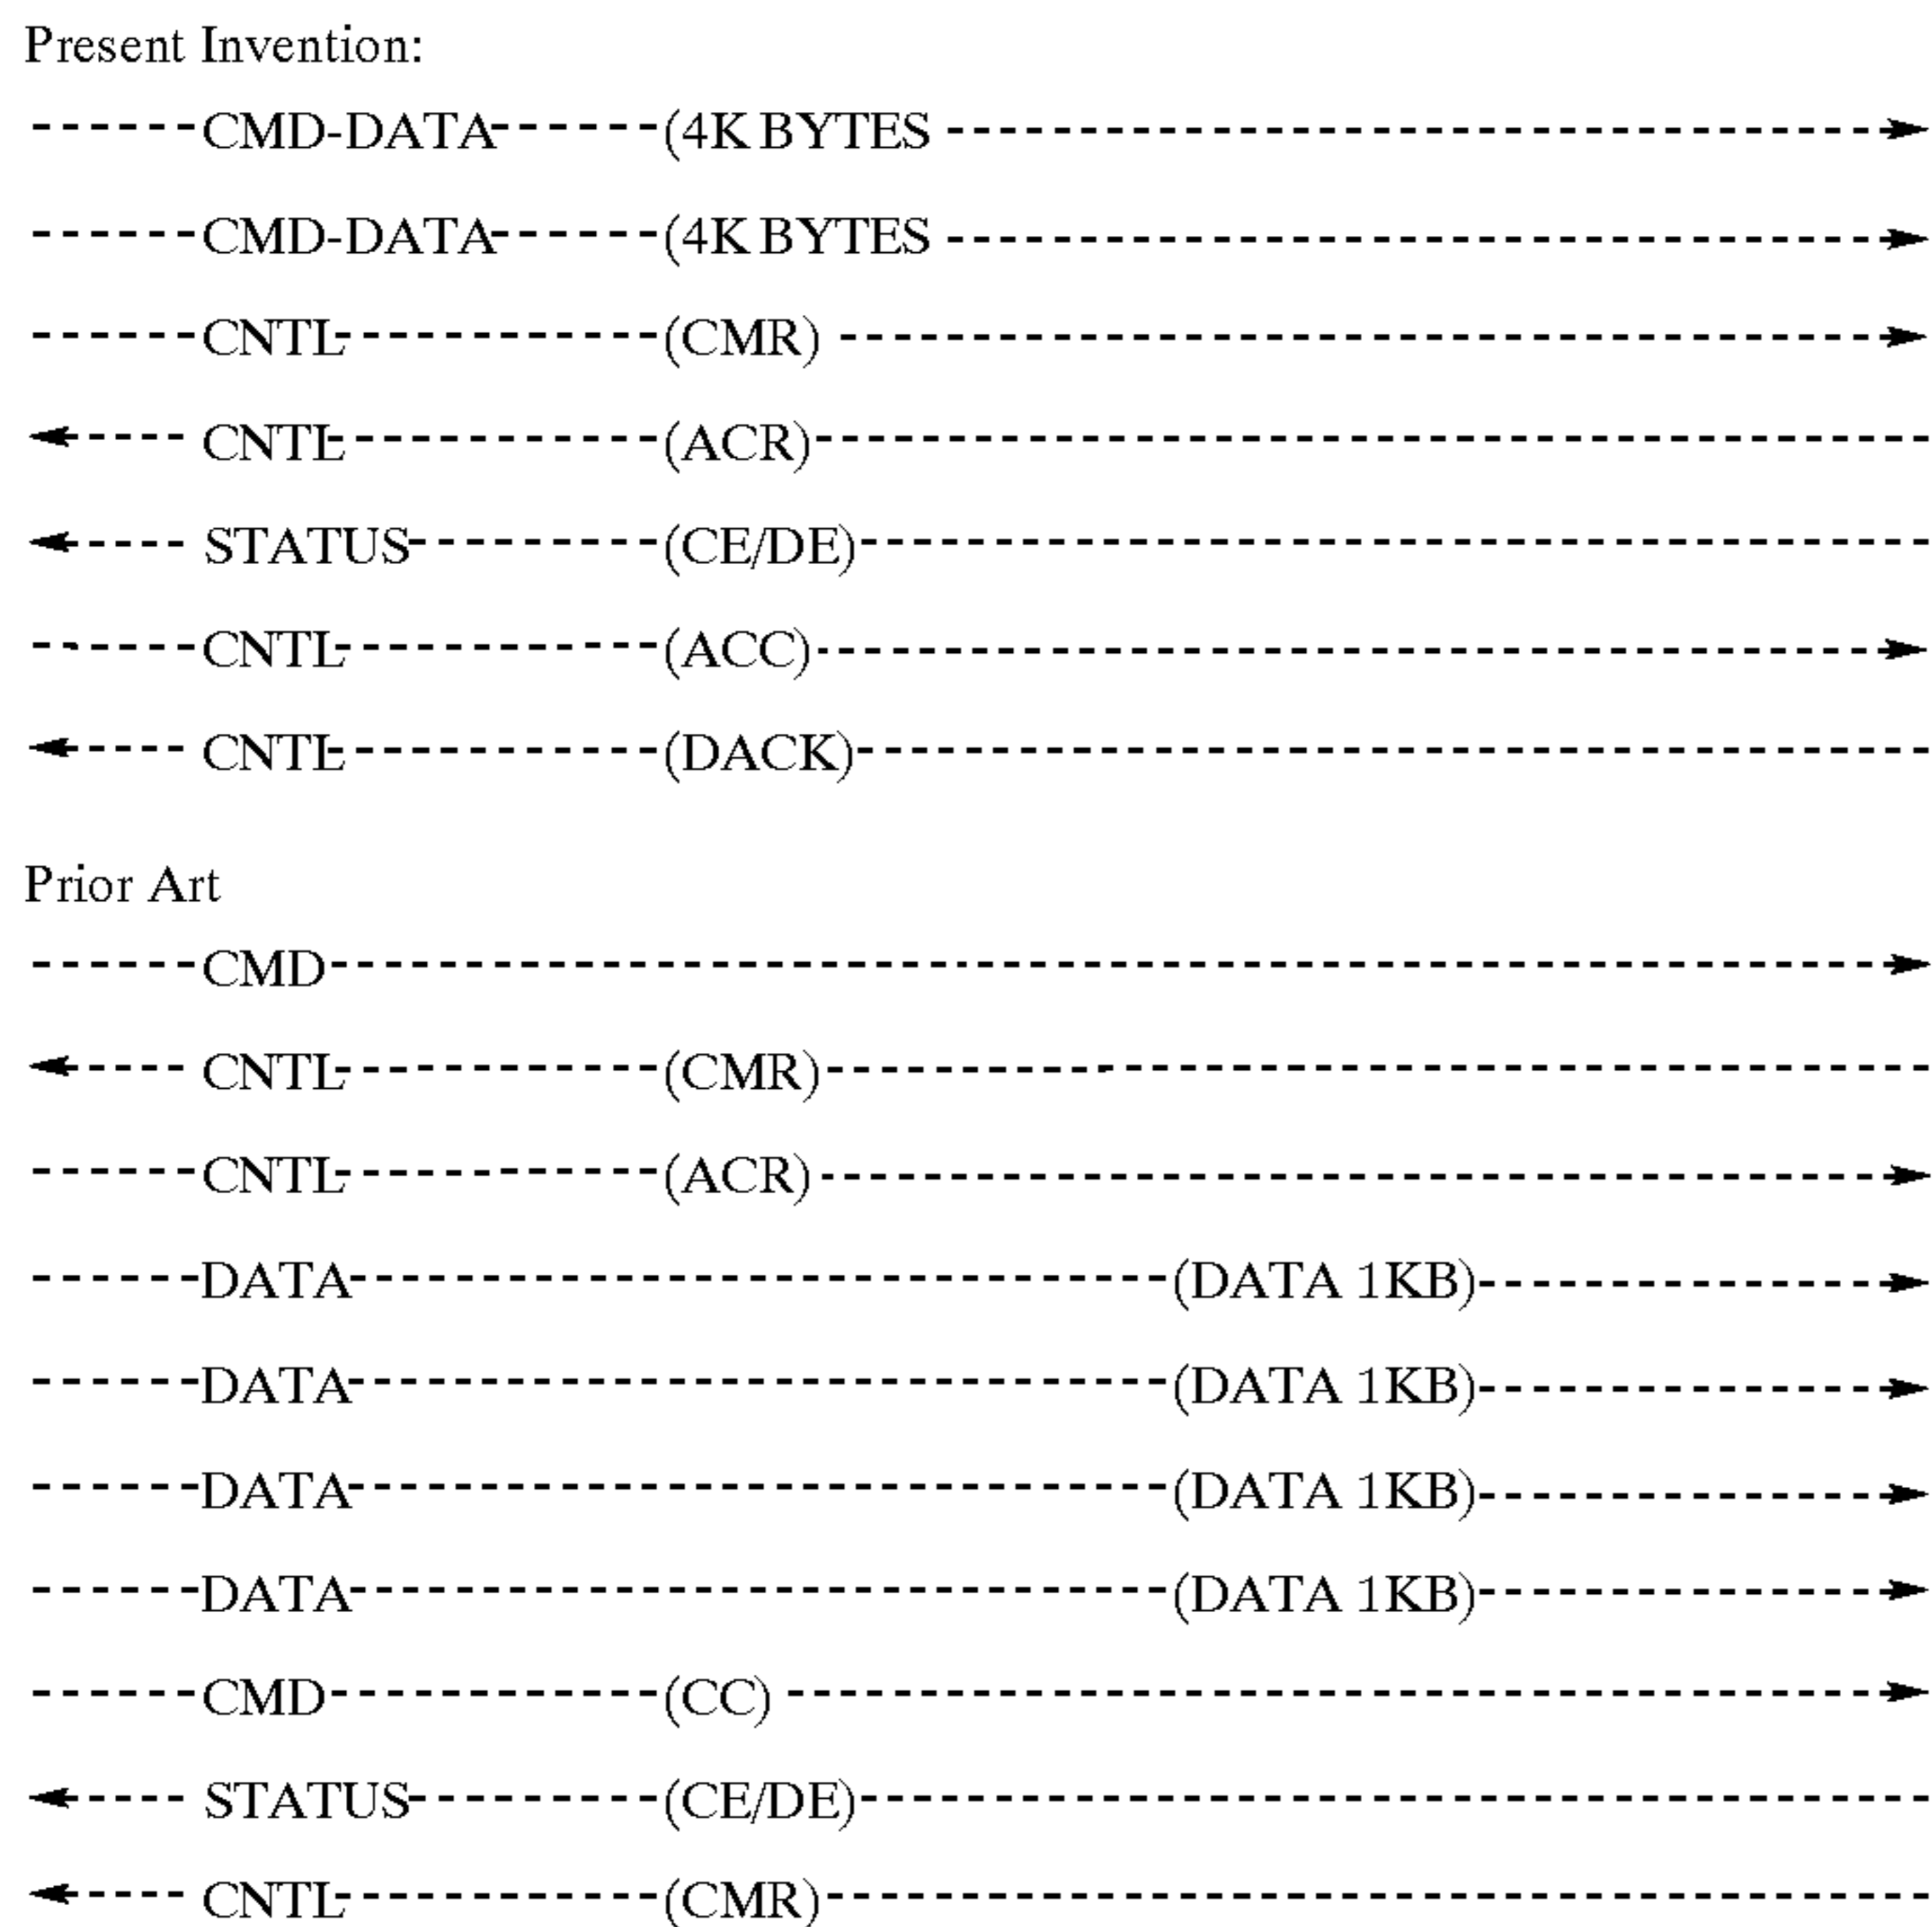 Present Invention:
CMD-DATA (4K BYTES
CMD-DATA (4K BYTES
CNTL (CMR)
CNTL (ACR)
STATUS (CE/DE)
CNTL (ACC)
CNTL (DACK)
Prior Art
CMD
CNTL (CMR)
CNTL (ACR)
DATA (DATA 1KB)
DATA (DATA 1KB)
DATA (DATA 1KB)
DATA (DATA 1KB)
CMD (CC)
STATUS (CE/DE)
CNTL (CMR)